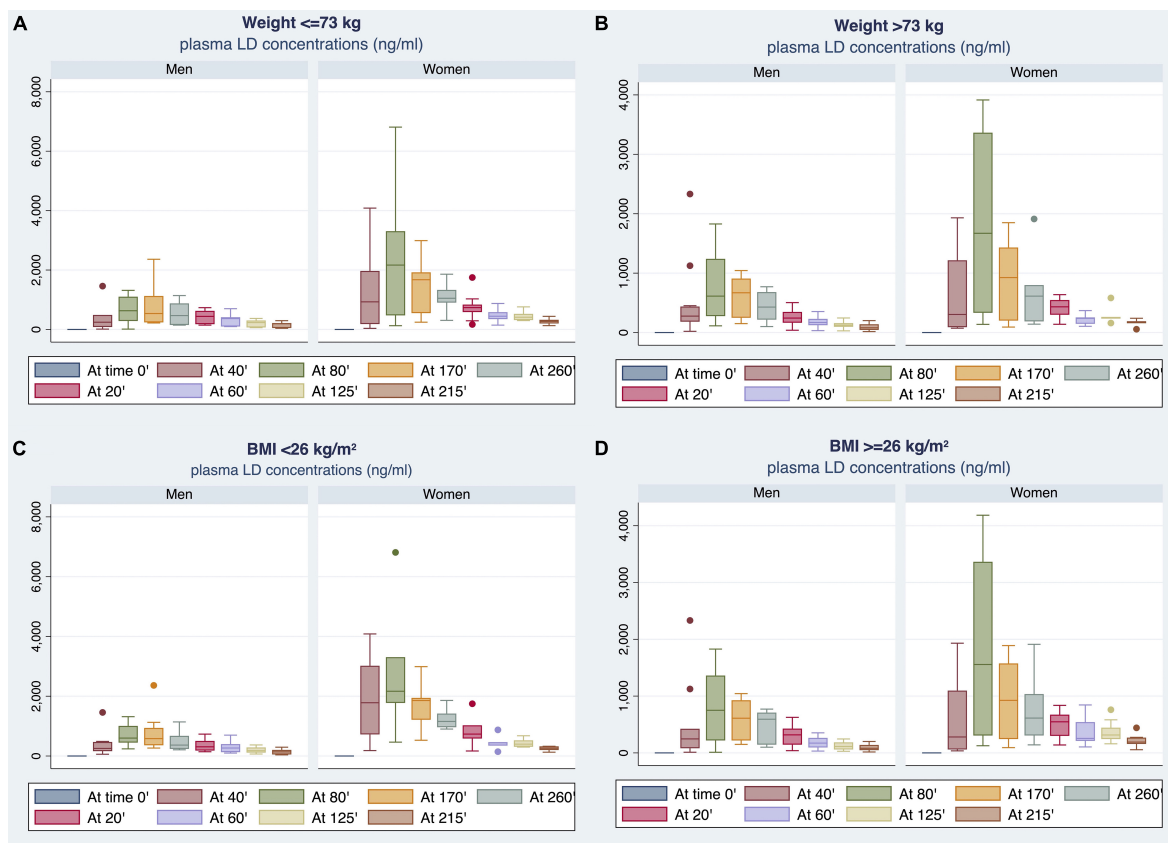 A
Weight <=73 kg
plasma LD concentrations (ng/ml)
Men
Women
8,000
6,000
4,000
2,000
0
At time 0'
At 40'
At 80'
At 170'
At 260'
At 20'
At 60'
At 125'
At 215'
B
Weight >73 kg
plasma LD concentrations (ng/ml)
Men
Women
4,000
3,000
2,000
1,000
0
At time 0'
At 40'
At 80'
At 170'
At 260'
At 20'
At 60'
At 125'
At 215'
C
BMI <26 kg/m²
plasma LD concentrations (ng/ml)
Men
Women
8,000
6,000
4,000
2,000
0
At time 0'
At 40'
At 80'
At 170'
At 260'
At 20'
At 60'
At 125'
At 215'
D
BMI >=26 kg/m²
plasma LD concentrations (ng/ml)
Men
Women
4,000
3,000
2,000
1,000
0
At time 0'
At 40'
At 80'
At 170'
At 260'
At 20'
At 60'
At 125'
At 215'